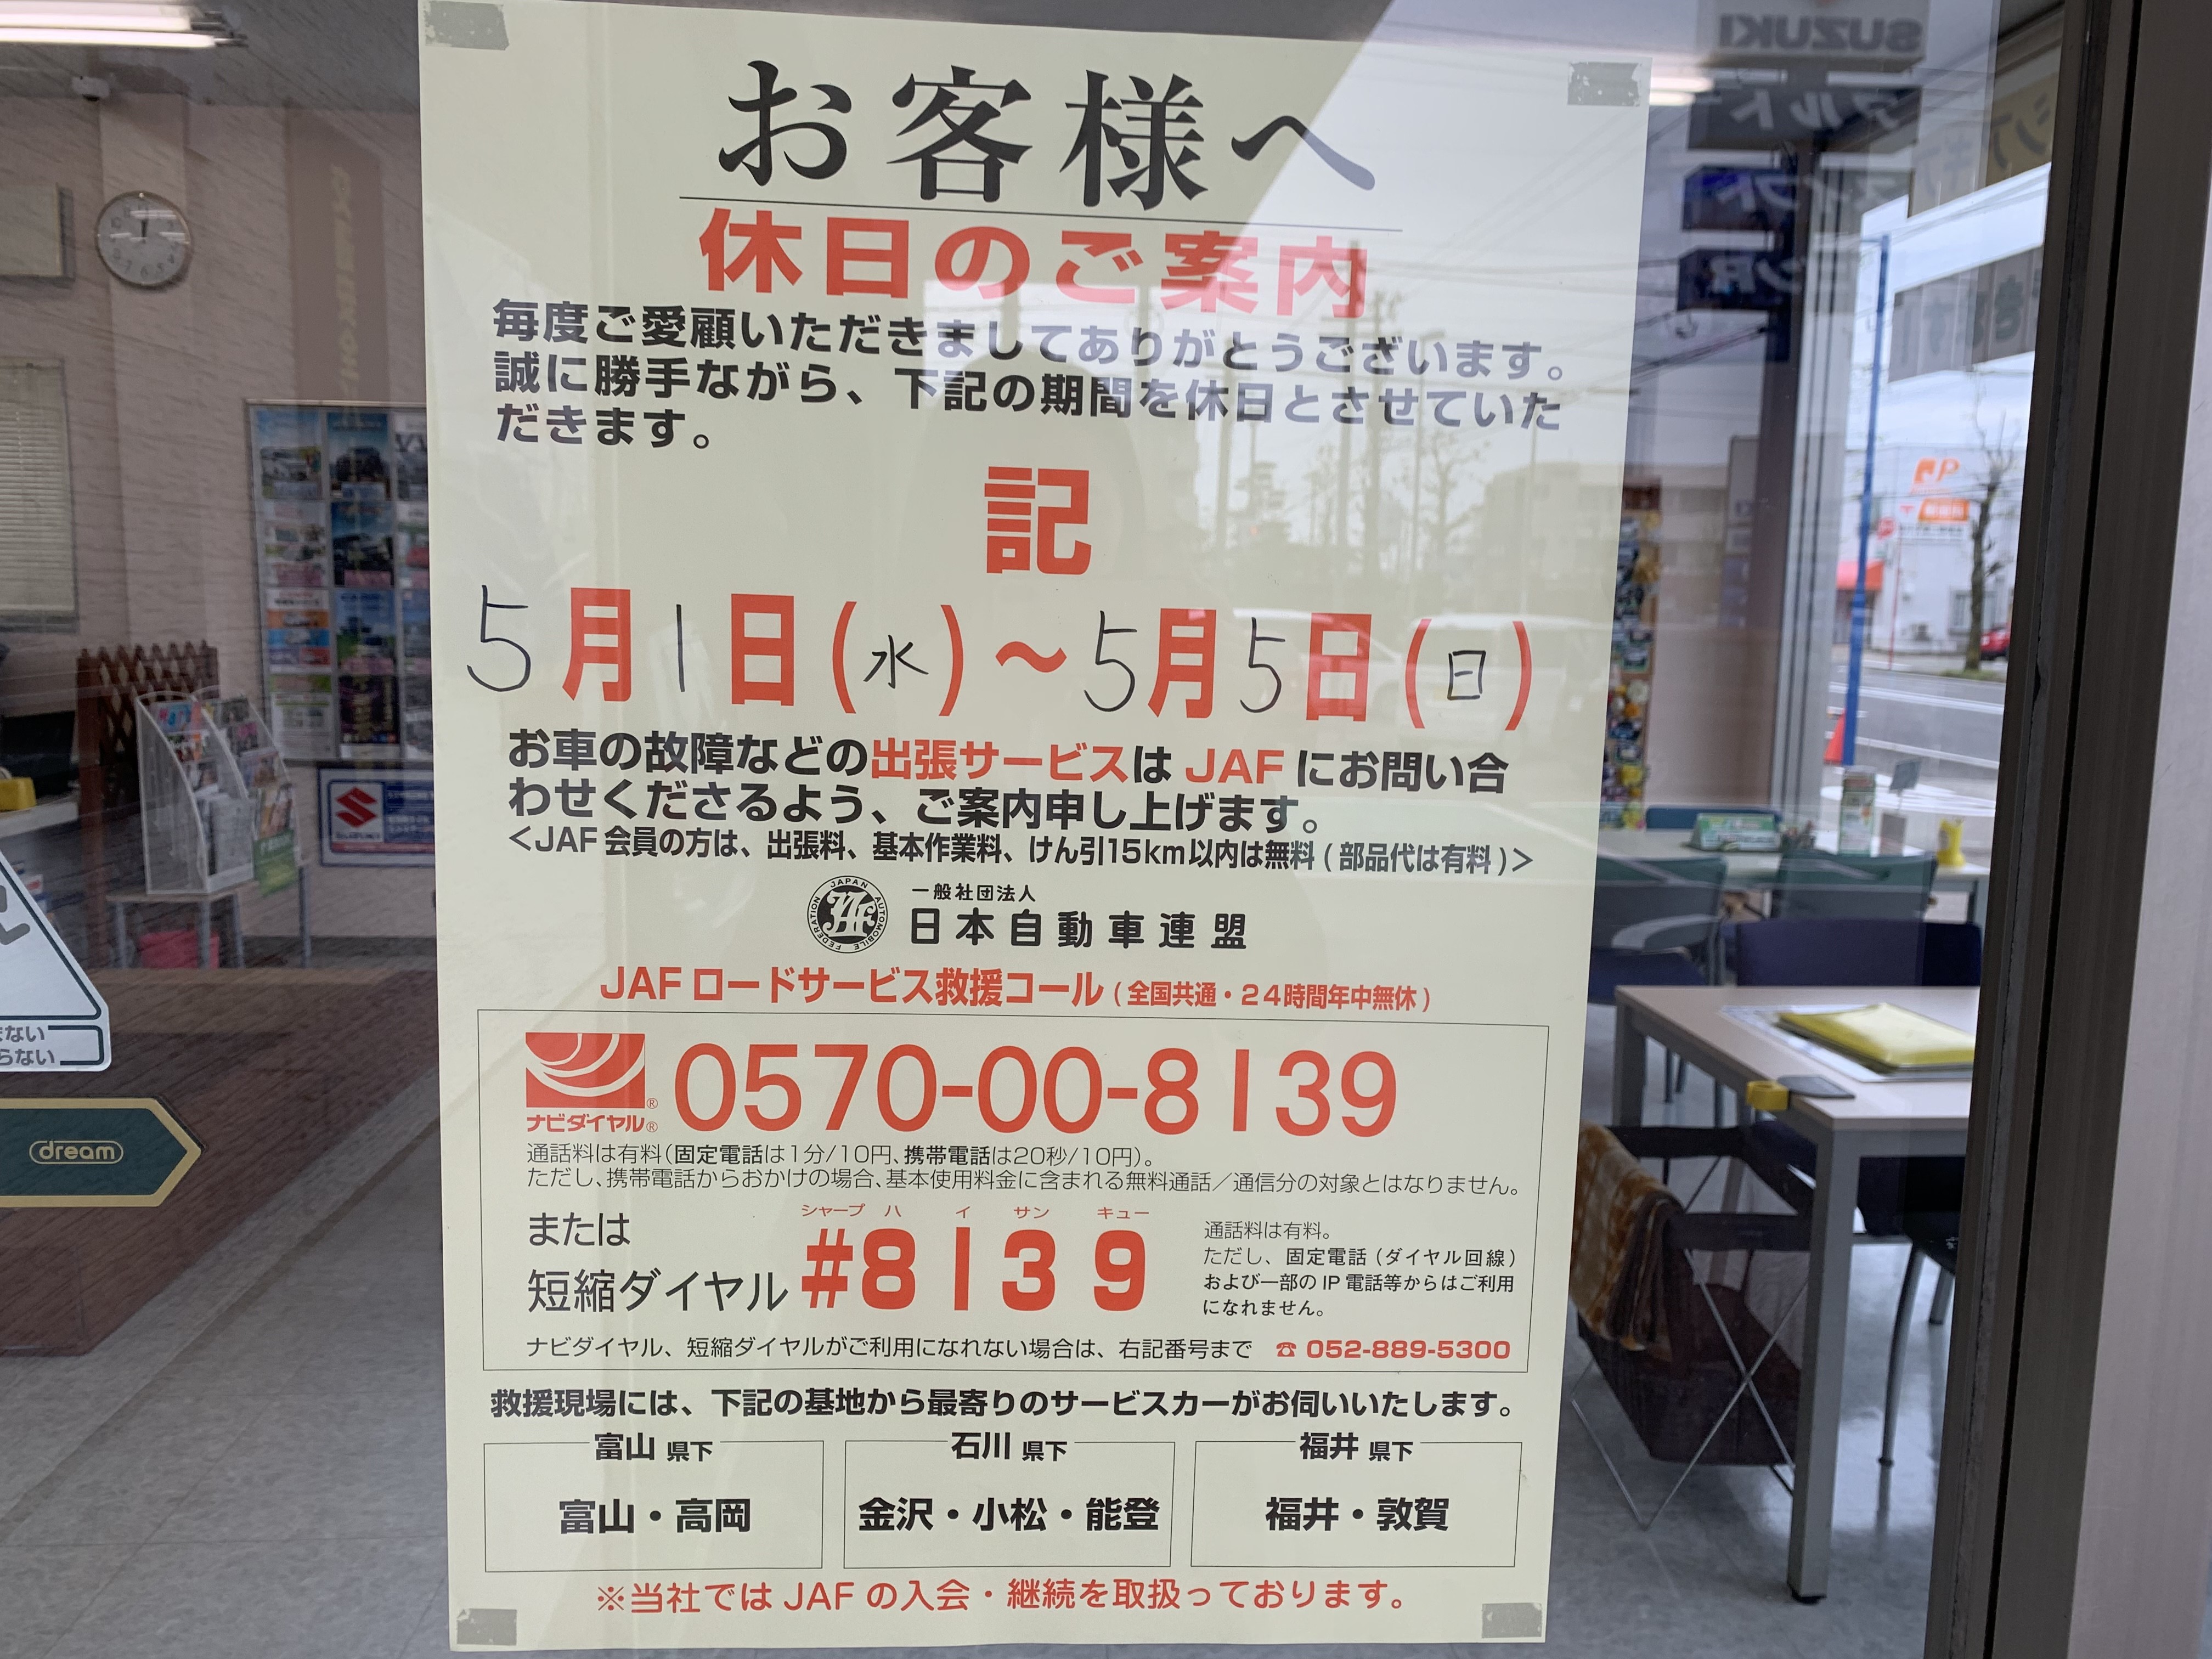 お客様へ
休日のご案内
毎度ご愛顧いただきましてありがとうございます。
誠に勝手ながら、下記の期間を休日とさせていた
だきます。
記
5月1日(水)～5月5日(日)
お車の故障などの出張サービスは JAF にお問い合
わせくださるよう、ご案内申し上げます。
<JAF 会員の方は、出張料、基本作業料、けん引15km以内は無料 ( 部品代は有料 )>
JAPAN AUTOMOBILE FEDERATION
JAF
一般社団法人
日本自動車連盟
JAF ロードサービス救援コール ( 全国共通・24時間年中無休 )
ナビダイヤル® 0570-00-8139
通話料は有料(固定電話は1分/10円、携帯電話は20秒/10円)。
ただし、携帯電話からおかけの場合、基本使用料金に含まれる無料通話／通信分の対象とはなりません。
または
短縮ダイヤル
シャープ ハ イ サン キュー
#8139
通話料は有料。
ただし、固定電話（ダイヤル回線）
および一部の IP 電話等からはご利用
になれません。
ナビダイヤル、短縮ダイヤルがご利用になれない場合は、右記番号まで ☎ 052-889-5300
救援現場には、下記の基地から最寄りのサービスカーがお伺いいたします。
富山 県下
富山・高岡
石川 県下
金沢・小松・能登
福井 県下
福井・敦賀
※当社では JAF の入会・継続を取扱っております。
dream
SUZUKI